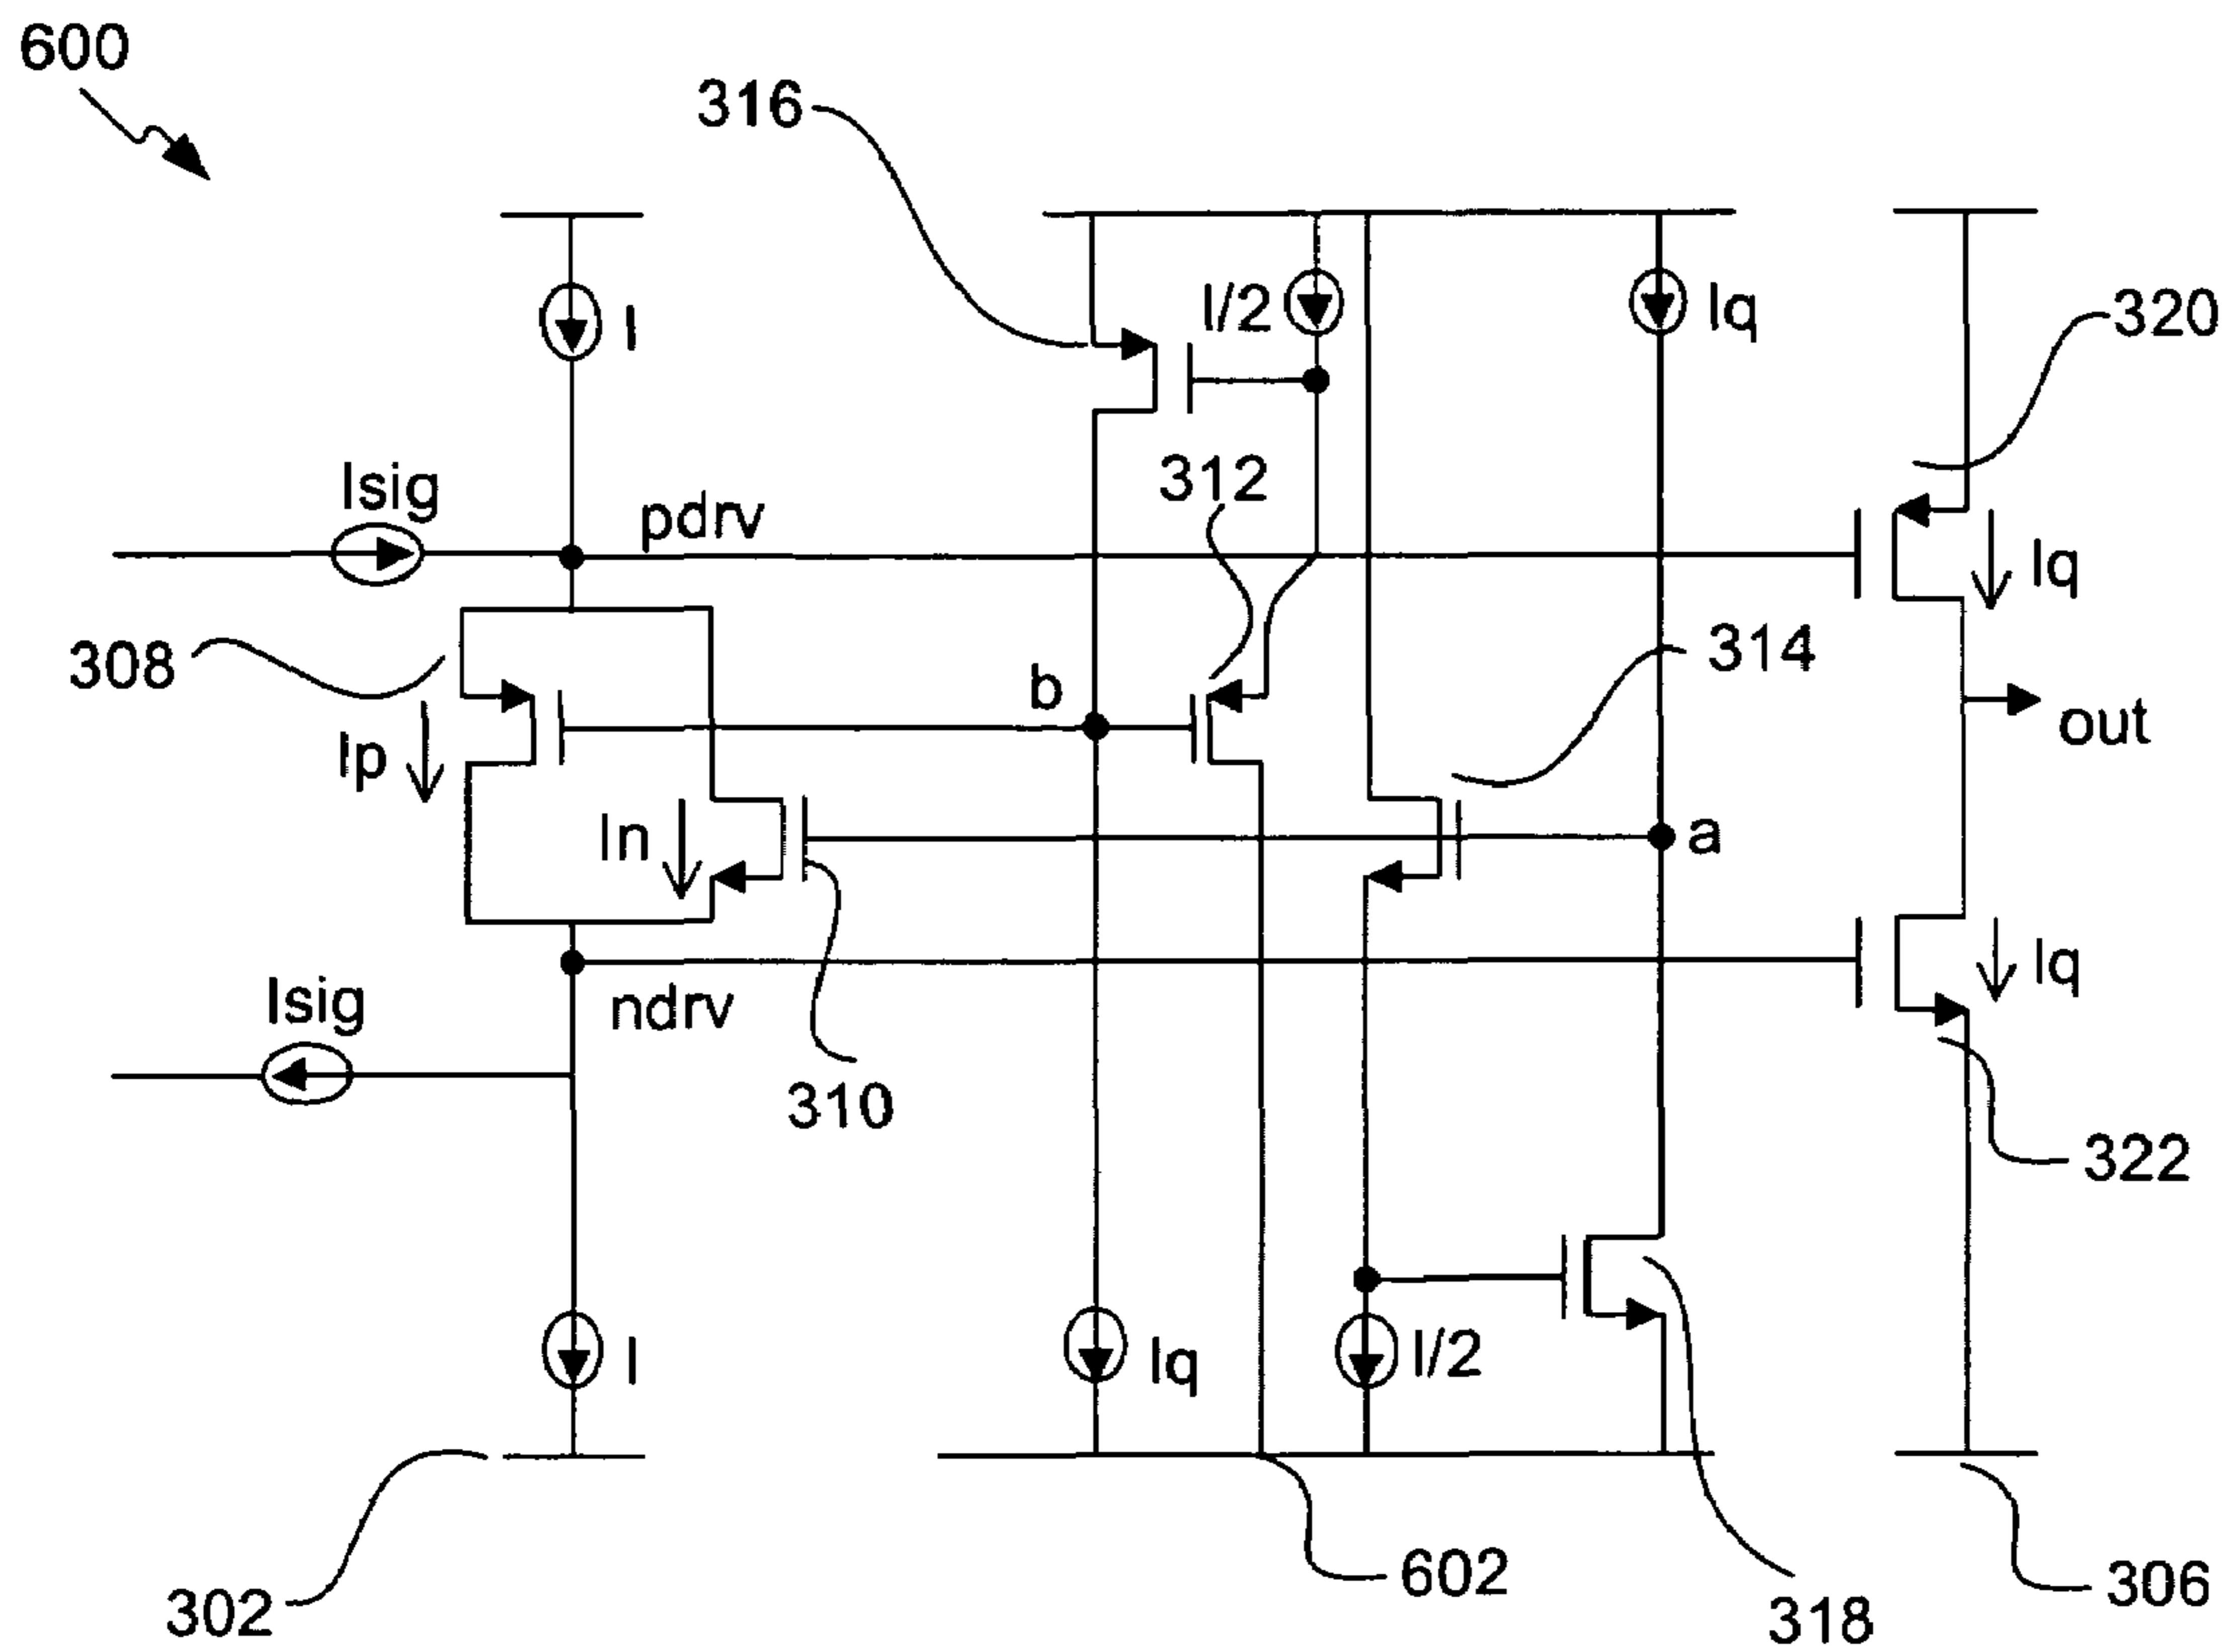 600
316
I
I/2
Iq
320
Isig
pdrv
312
Iq
308
Ip
b
314
out
In
a
Isig
ndrv
310
Iq
322
I
Iq
I/2
302
602
318
306